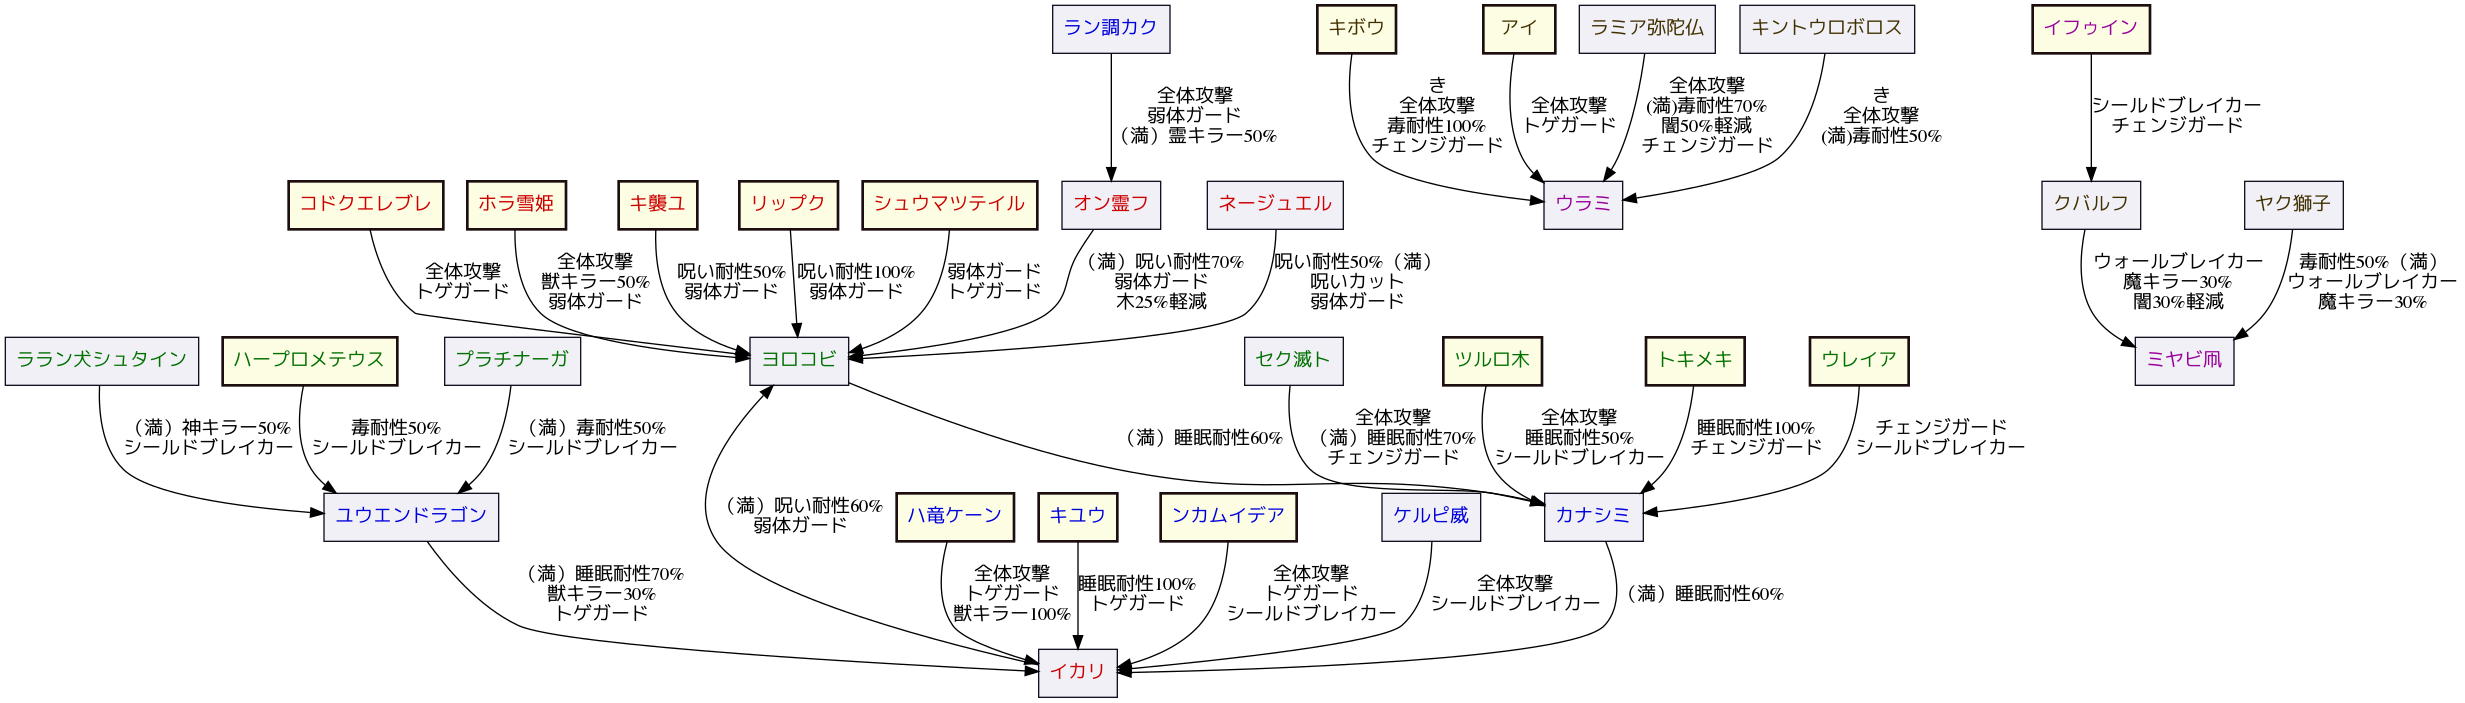 ラン調カク
キボウ
アイ
ラミア弥陀仏
キントウロボロス
イフゥイン
全体攻撃
弱体ガード
（満）霊キラー50%
き
全体攻撃
毒耐性100%
チェンジガード
全体攻撃
トゲガード
全体攻撃
(満)毒耐性70%
闇50%軽減
チェンジガード
き
全体攻撃
(満)毒耐性50%
シールドブレイカー
チェンジガード
コドクエレブレ
ホラ雪姫
キ襲ユ
リップク
シュウマツテイル
オン霊フ
ネージュエル
ウラミ
クバルフ
ヤク獅子
全体攻撃
トゲガード
全体攻撃
獣キラー50%
弱体ガード
呪い耐性50%
弱体ガード
呪い耐性100%
弱体ガード
弱体ガード
トゲガード
（満）呪い耐性70%
弱体ガード
木25%軽減
呪い耐性50%（満）
呪いカット
弱体ガード
ウォールブレイカー
魔キラー30%
闇30%軽減
毒耐性50%（満）
ウォールブレイカー
魔キラー30%
ララン犬シュタイン
ハープロメテウス
プラチナーガ
ヨロコビ
セク滅ト
ツルロ木
トキメキ
ウレイア
ミヤビ凧
（満）神キラー50%
シールドブレイカー
毒耐性50%
シールドブレイカー
（満）毒耐性50%
シールドブレイカー
（満）睡眠耐性60%
全体攻撃
（満）睡眠耐性70%
チェンジガード
全体攻撃
睡眠耐性50%
シールドブレイカー
睡眠耐性100%
チェンジガード
チェンジガード
シールドブレイカー
ユウエンドラゴン
（満）呪い耐性60%
弱体ガード
ハ竜ケーン
キユウ
ンカムイデア
ケルピ威
カナシミ
（満）睡眠耐性70%
獣キラー30%
トゲガード
全体攻撃
トゲガード
獣キラー100%
睡眠耐性100%
トゲガード
全体攻撃
トゲガード
シールドブレイカー
全体攻撃
シールドブレイカー
（満）睡眠耐性60%
イカリ